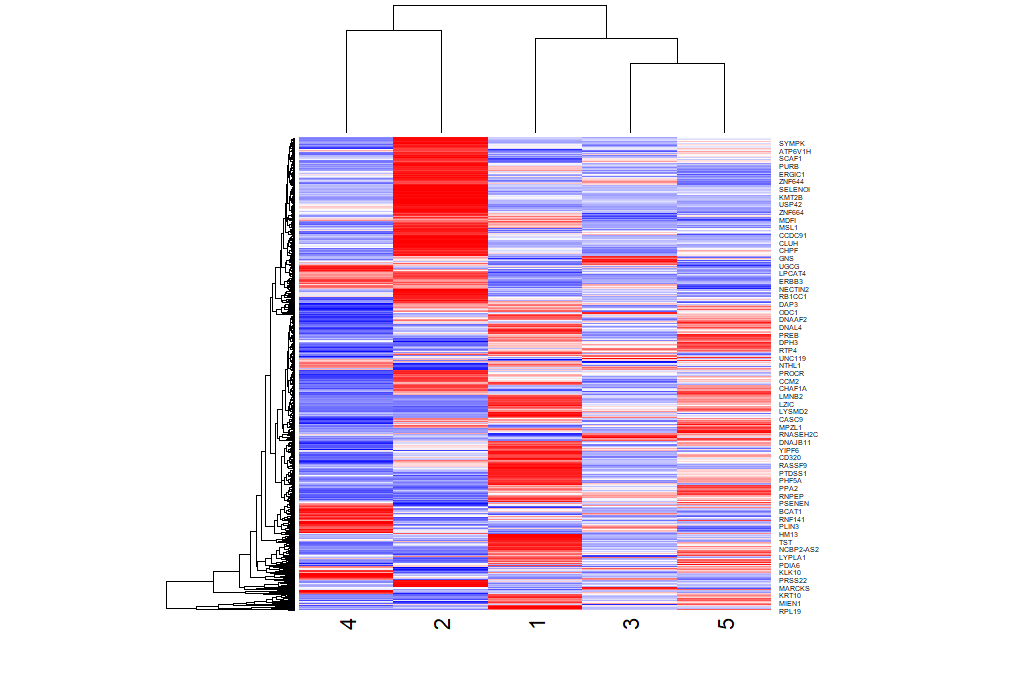 SYMPK
ATP6V1H
SCAF1
PURB
ERGIC1
ZNF644
SELENOI
KMT2B
USP42
ZNF664
MDFI
MSL1
CCDC91
CLUH
CHPF
GNS
UGCG
LPCAT4
ERBB3
NECTIN2
RB1CC1
DAP3
ODC1
DNAAF2
DNAL4
PREB
DPH3
RTP4
UNC119
NTHL1
PROCR
CCM2
CHAF1A
LMNB2
LZIC
LYSMD2
CASC9
MPZL1
RNASEH2C
DNAJB11
YIPF6
CD320
RASSF9
PTDSS1
PHF5A
PPA2
RNPEP
PSENEN
BCAT1
RNF141
PLIN3
HM13
TST
NCBP2-AS2
LYPLA1
PDIA6
KLK10
PRSS22
MARCKS
KRT10
MIEN1
RPL19
4 2 1 3 5